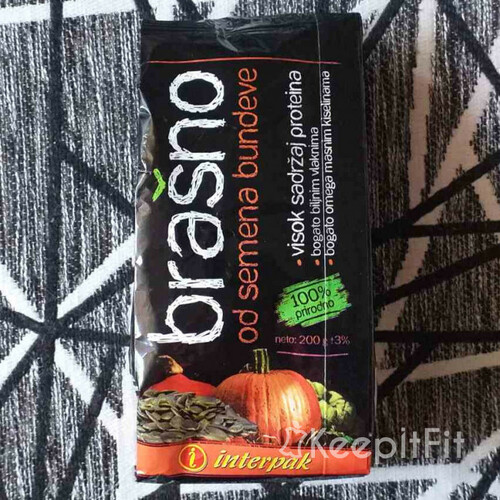 brašno
od semena bundeve
• visok sadržaj proteina
• bogato biljnim vlaknima
• bogato omega masnim kiselinama
100%
prirodno
neto: 200 g ±3%
i interpak
KeepitFit